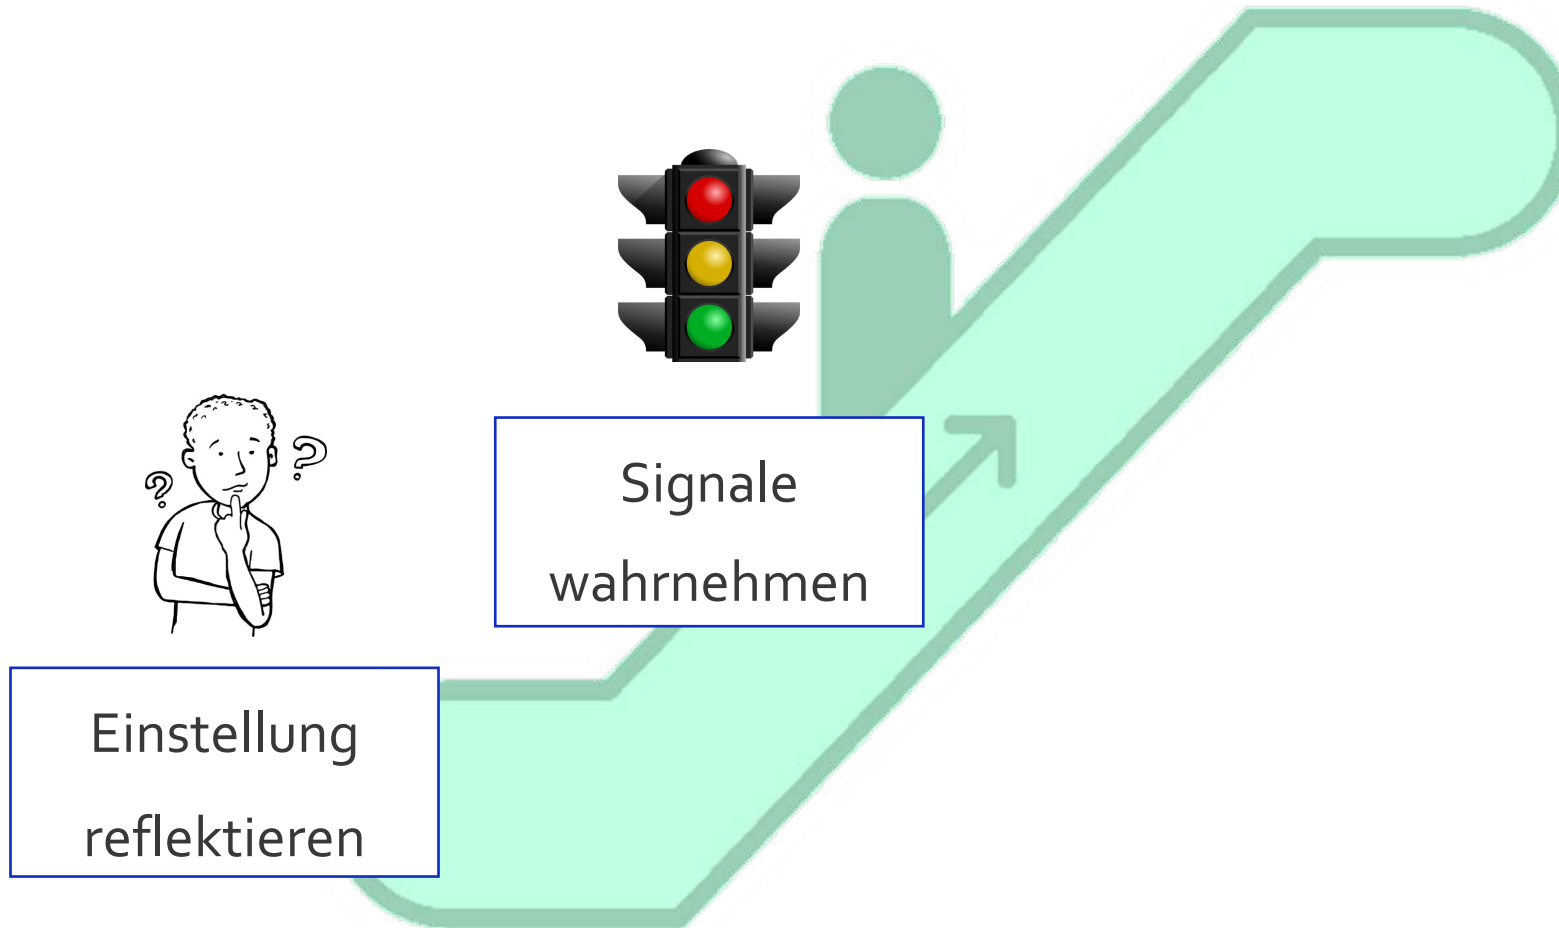 ?
?
Signale
wahrnehmen
Einstellung
reflektieren